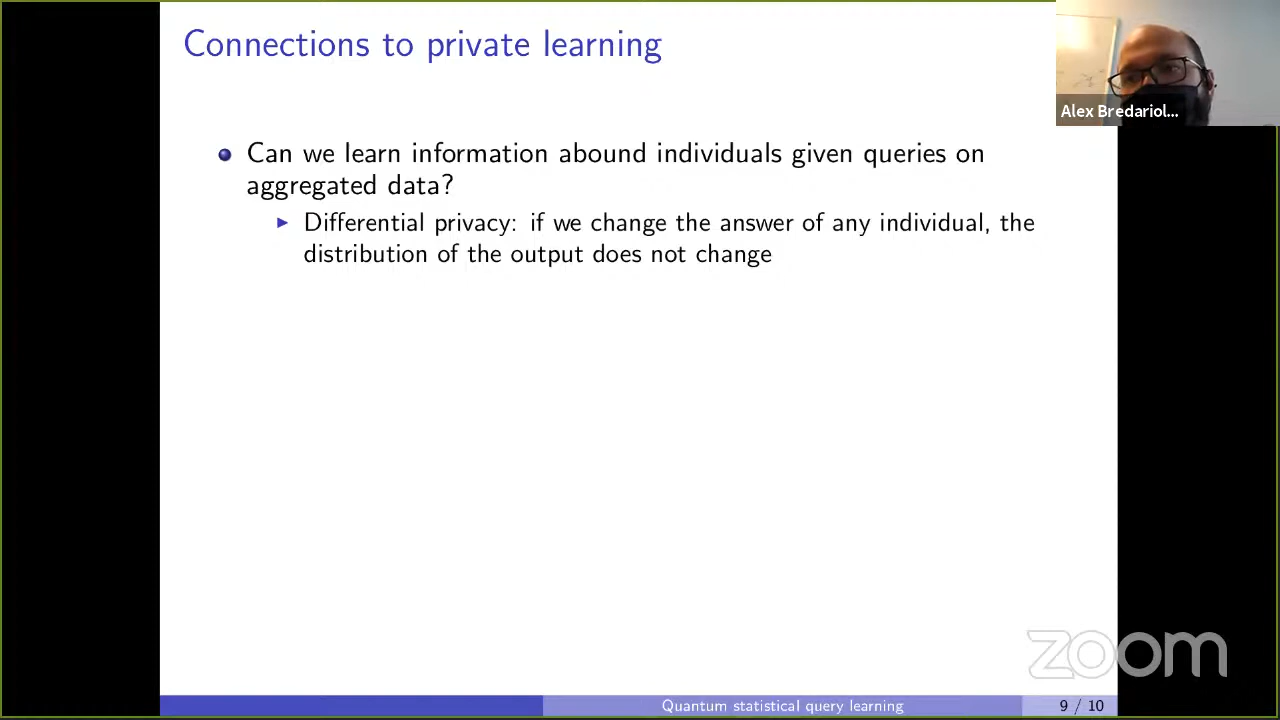 Connections to private learning
Alex Bredariol...
Can we learn information abound individuals given queries on
aggregated data?
Differential privacy: if we change the answer of any individual, the
distribution of the output does not change
zoom
Quantum statistical query learning
9 / 10